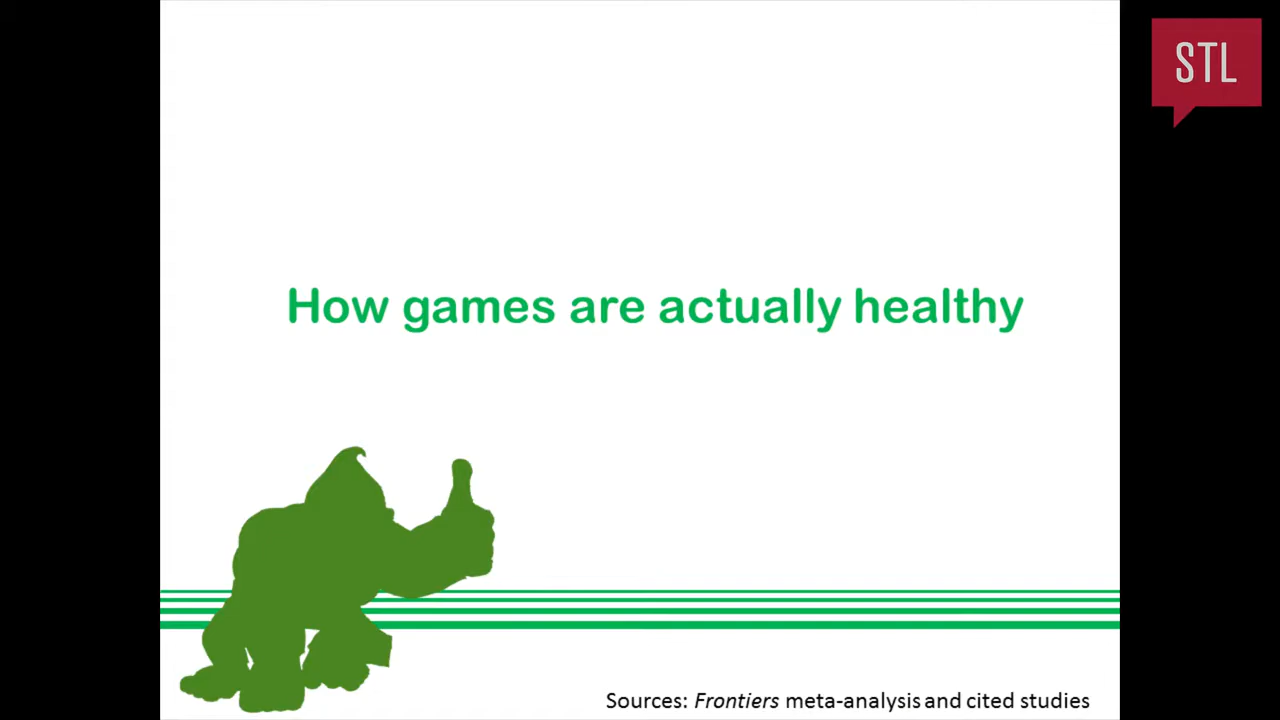 STL
How games are actually healthy
Sources: Frontiers meta-analysis and cited studies